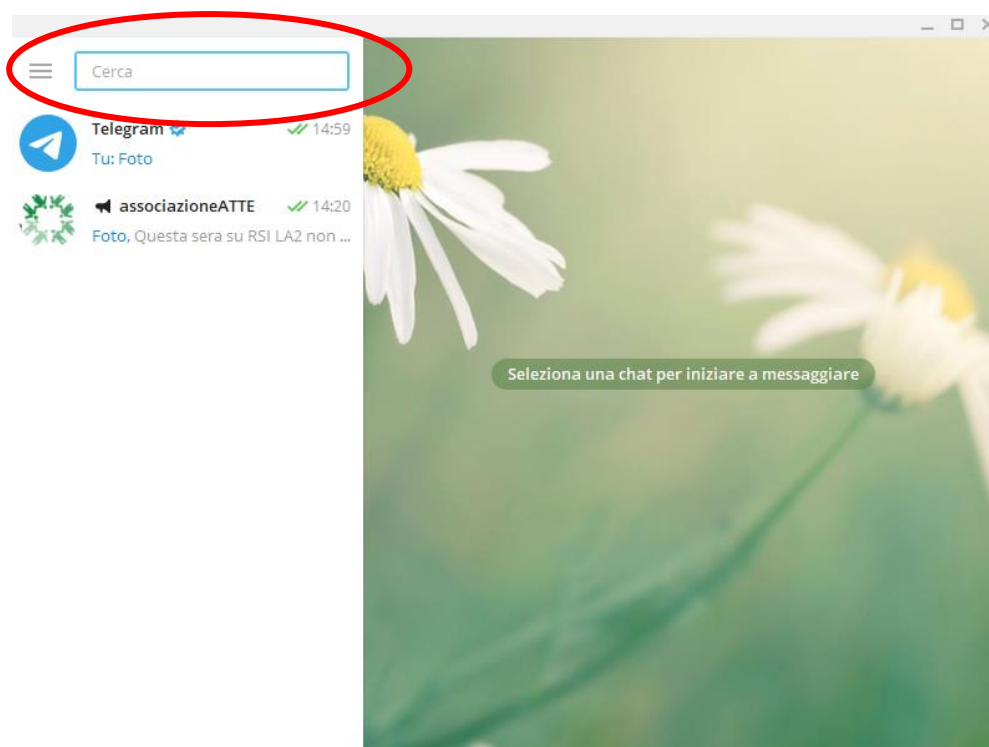 Cerca
Telegram 14:59
Tu: Foto
associazioneATTE 14:20
Foto, Questa sera su RSI LA2 non ...
Seleziona una chat per iniziare a messaggiare